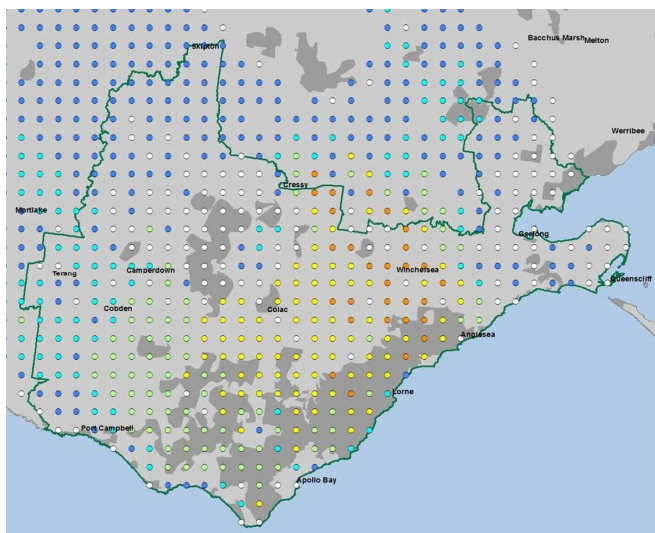 Skipton
Bacchus Marsh
Melton
Werribee
Cressy
Mortlake
Geelong
Terang
Camperdown
Winchelsea
Queenscliff
Cobden
Colac
Anglesea
Lorne
Port Campbell
Apollo Bay